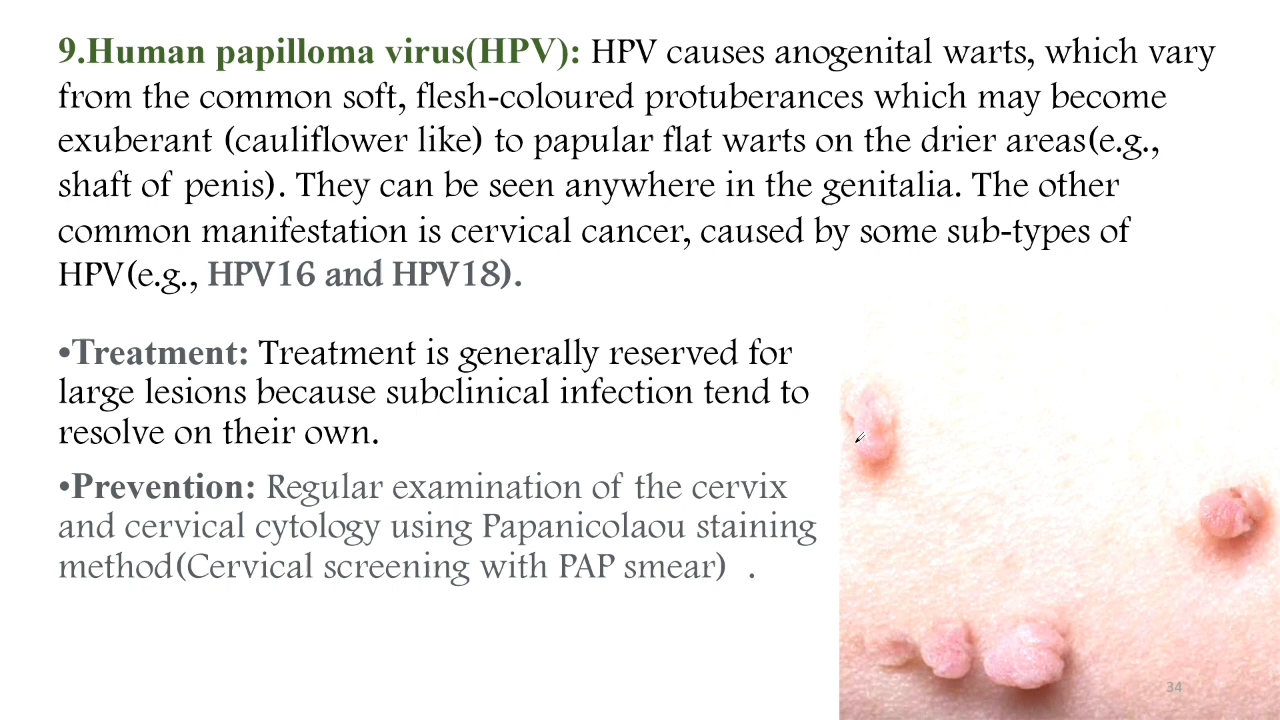 9.Human papilloma virus(HPV): HPV causes anogenital warts, which vary
from the common soft, flesh-coloured protuberances which may become
exuberant (cauliflower like) to papular flat warts on the drier areas(e.g.,
shaft of penis). They can be seen anywhere in the genitalia. The other
common manifestation is cervical cancer, caused by some sub-types of
HPV(e.g., HPV16 and HPV18).
•Treatment: Treatment is generally reserved for
large lesions because subclinical infection tend to
resolve on their own.
•Prevention: Regular examination of the cervix
and cervical cytology using Papanicolaou staining
method(Cervical screening with PAP smear) .
34